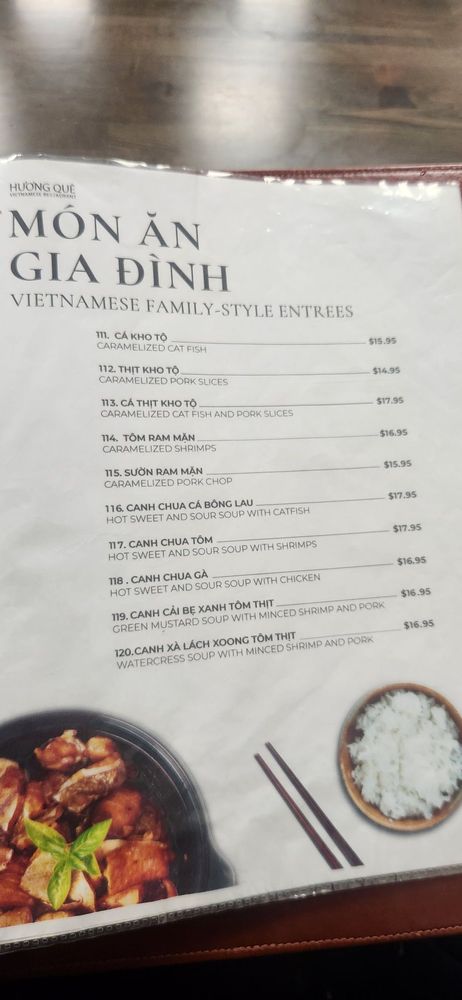 HƯƠNG QUÊ
VIETNAMESE RESTAURANT
MÓN ĂN
GIA ĐÌNH
VIETNAMESE FAMILY-STYLE ENTREES
111. CÁ KHO TỘ $15.95
CARAMELIZED CAT FISH
112. THỊT KHO TỘ $14.95
CARAMELIZED PORK SLICES
113. CÁ THỊT KHO TỘ $17.95
CARAMELIZED CAT FISH AND PORK SLICES
114. TÔM RAM MẶN $16.95
CARAMELIZED SHRIMPS
115. SƯỜN RAM MẶN $15.95
CARAMELIZED PORK CHOP
116. CANH CHUA CÁ BÔNG LAU $17.95
HOT SWEET AND SOUR SOUP WITH CATFISH
117. CANH CHUA TÔM $17.95
HOT SWEET AND SOUR SOUP WITH SHRIMPS
118 . CANH CHUA GÀ $16.95
HOT SWEET AND SOUR SOUP WITH CHICKEN
119. CANH CẢI BẸ XANH TÔM THỊT $16.95
GREEN MUSTARD SOUP WITH MINCED SHRIMP AND PORK
120.CANH XÀ LÁCH XOONG TÔM THỊT $16.95
WATERCRESS SOUP WITH MINCED SHRIMP AND PORK